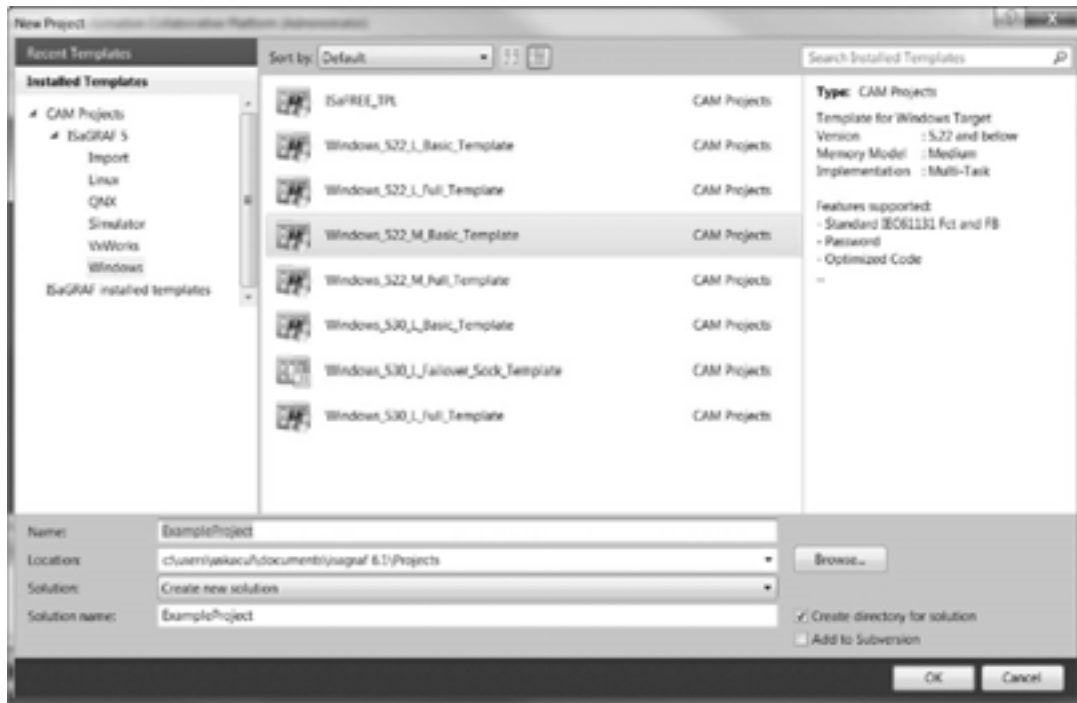 New Project
Recent Templates
Installed Templates
CAM Projects
ISaGRAF 5
Import
Linux
QNX
Simulator
VxWorks
Windows
ISaGRAF installed templates
Sort by: Default
ISaFREE_TPL CAM Projects
Windows_522_L_Basic_Template CAM Projects
Windows_522_L_Full_Template CAM Projects
Windows_522_M_Basic_Template CAM Projects
Windows_522_M_Full_Template CAM Projects
Windows_530_L_Basic_Template CAM Projects
Windows_530_L_Failover_Sock_Template CAM Projects
Windows_530_L_Full_Template CAM Projects
Search Installed Templates
Type: CAM Projects
Template for Windows Target
Version : 5.22 and below
Memory Model : Medium
Implementation : Multi-Task
Features supported:
- Standard IEC61131 Fct and FB
- Password
- Optimized Code
...
Name: ExampleProject
Location: \documents\isagraf 6.1\Projects
Browse...
Solution: Create new solution
Solution name: ExampleProject
Create directory for solution
Add to Subversion
OK Cancel